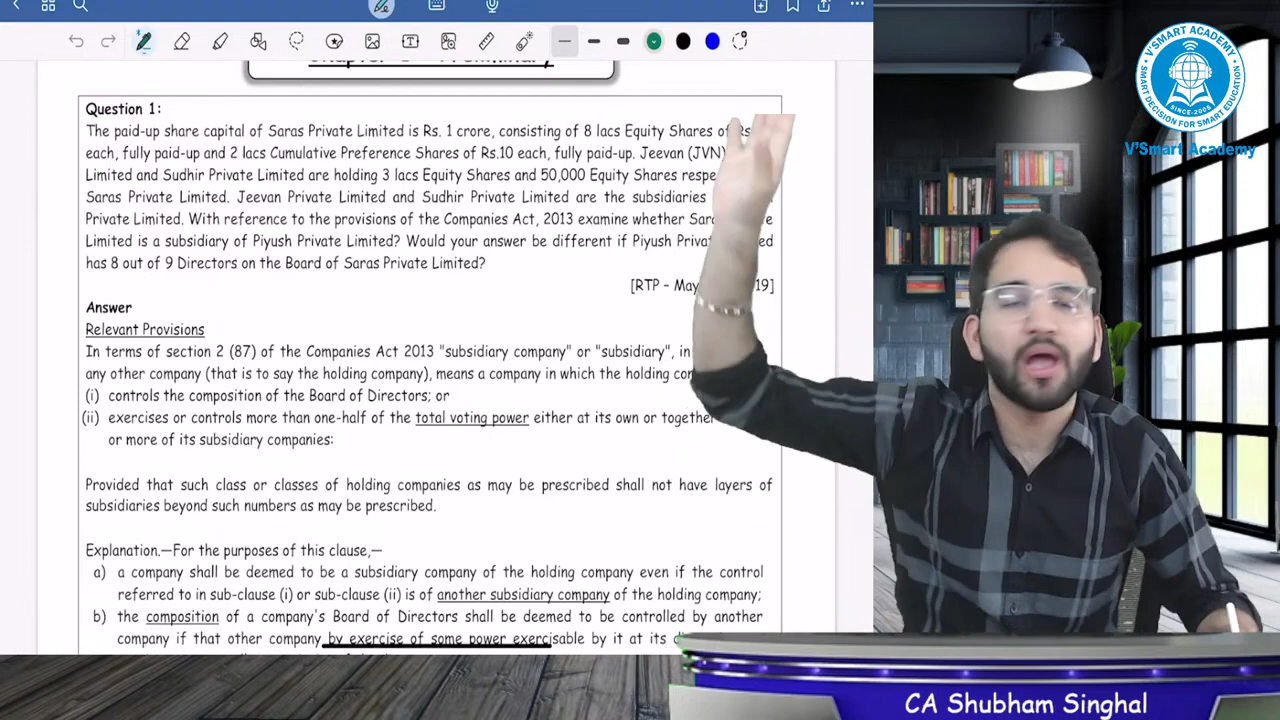 Question 1:
The paid-up share capital of Saras Private Limited is Rs. 1 crore, consisting of 8 lacs Equity Shares of
each, fully paid-up and 2 lacs Cumulative Preference Shares of Rs.10 each, fully paid-up. Jeevan (JVN)
Limited and Sudhir Private Limited are holding 3 lacs Equity Shares and 50,000 Equity Shares
Saras Private Limited. Jeevan Private Limited and Sudhir Private Limited are the subsidiaries
Private Limited. With reference to the provisions of the Companies Act, 2013 examine whether
Limited is a subsidiary of Piyush Private Limited? Would your answer be different if Piyush
has 8 out of 9 Directors on the Board of Saras Private Limited?
[RTP – May 19]
Answer
Relevant Provisions
In terms of section 2 (87) of the Companies Act 2013 "subsidiary company" or "subsidiary", in
any other company (that is to say the holding company), means a company in which the holding
(i) controls the composition of the Board of Directors; or
(ii) exercises or controls more than one-half of the total voting power either at its own or together
or more of its subsidiary companies:
Provided that such class or classes of holding companies as may be prescribed shall not have layers of
subsidiaries beyond such numbers as may be prescribed.
Explanation.—For the purposes of this clause,—
a) a company shall be deemed to be a subsidiary company of the holding company even if the control
referred to in sub-clause (i) or sub-clause (ii) is of another subsidiary company of the holding company;
b) the composition of a company's Board of Directors shall be deemed to be controlled by another
company if that other company by exercise of some power exercisable by it at its
V'SMART ACADEMY
SINCE-2005
SMART DECISION FOR SMART EDUCATION
V'Smart Academy
CA Shubham Singhal